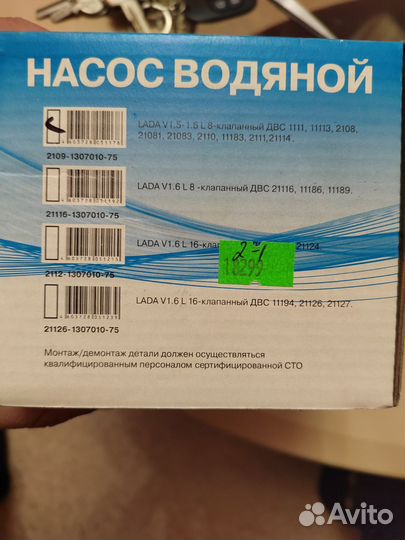 НАСОС ВОДЯНОЙ
LADA V1.5-1.5 L 8-клапанный ДВС 1111, 11113, 2108,
21081, 21083, 2110, 11183, 2111,21114.
2109-1307010-75
LADA V1.6 L 8 -клапанный ДВС 21116, 11186, 11189.
21116-1307010-75
LADA V1.6 L 16-клап 21124.
2-1
10299
2112-1307010-75
LADA V1.6 L 16-клапанный ДВС 11194, 21126, 21127.
21126-1307010-75
Монтаж/демонтаж детали должен осуществляться
квалифицированным персоналом сертифицированной СТО
Avito